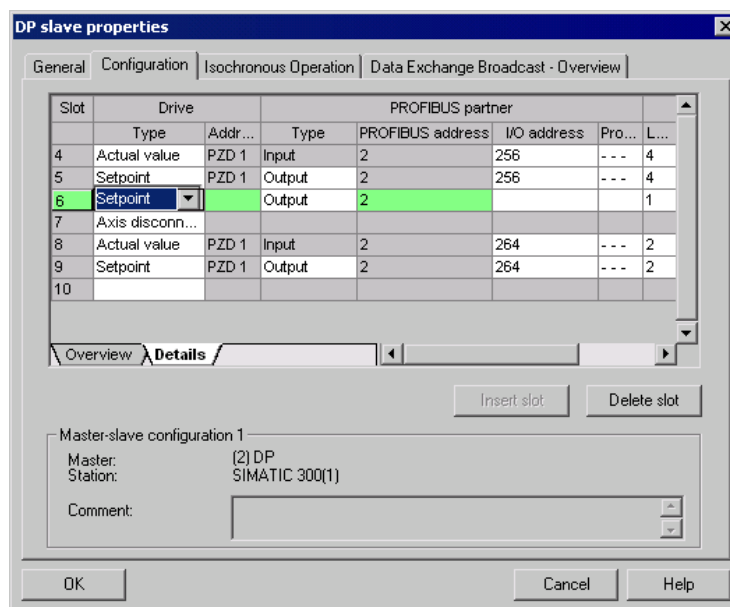 DP slave properties
General Configuration Isochronous Operation Data Exchange Broadcast - Overview
Slot Drive PROFIBUS partner
Type Addr... Type PROFIBUS address I/O address Pro... L...
4 Actual value PZD 1 Input 2 256 - - - 4
5 Setpoint PZD 1 Output 2 256 - - - 4
6 Setpoint Output 2 1
7 Axis disconn...
8 Actual value PZD 1 Input 2 264 - - - 2
9 Setpoint PZD 1 Output 2 264 - - - 2
10
Overview Details
Insert slot Delete slot
Master-slave configuration 1
Master: (2) DP
Station: SIMATIC 300(1)
Comment:
OK Cancel Help